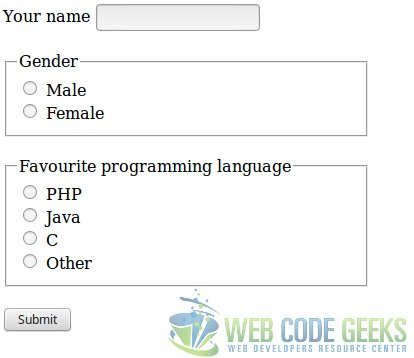 Your name
Gender
Male
Female
Favourite programming language
PHP
Java
C
Other
Submit
WEB CODE GEEKS
WEB DEVELOPERS RESOURCE CENTER